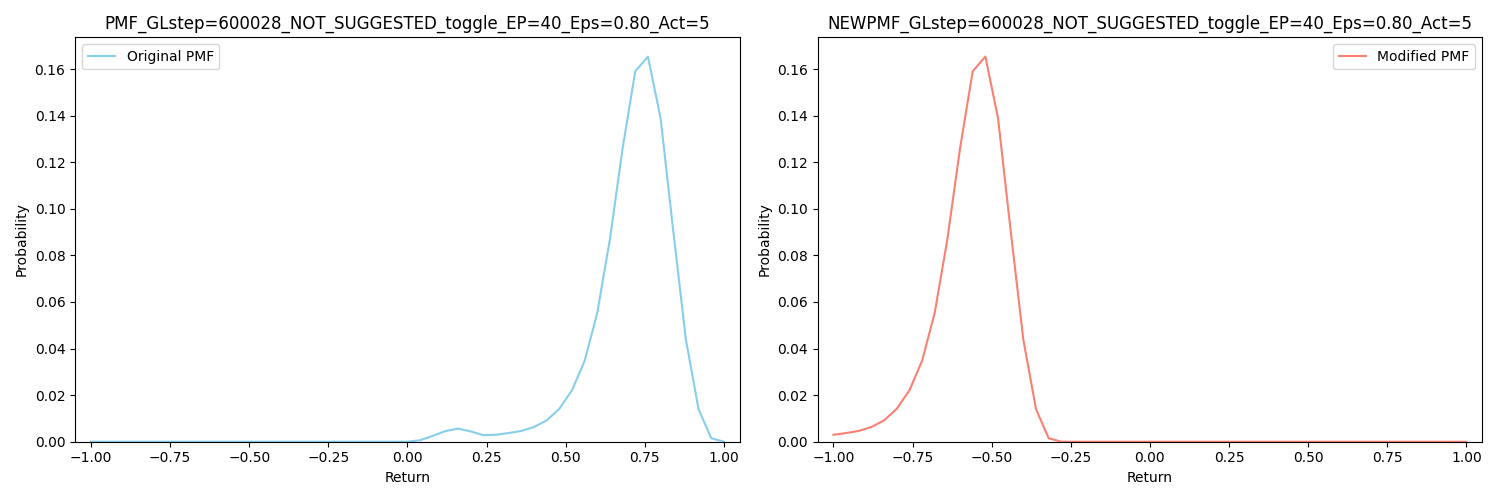 PMF_GLstep=600028_NOT_SUGGESTED_toggle_EP=40_Eps=0.80_Act=5
Original PMF
Probability
0.16
0.14
0.12
0.10
0.08
0.06
0.04
0.02
0.00
−1.00 −0.75 −0.50 −0.25 0.00 0.25 0.50 0.75 1.00
Return
NEWPMF_GLstep=600028_NOT_SUGGESTED_toggle_EP=40_Eps=0.80_Act=5
Modified PMF
Probability
0.16
0.14
0.12
0.10
0.08
0.06
0.04
0.02
0.00
−1.00 −0.75 −0.50 −0.25 0.00 0.25 0.50 0.75 1.00
Return